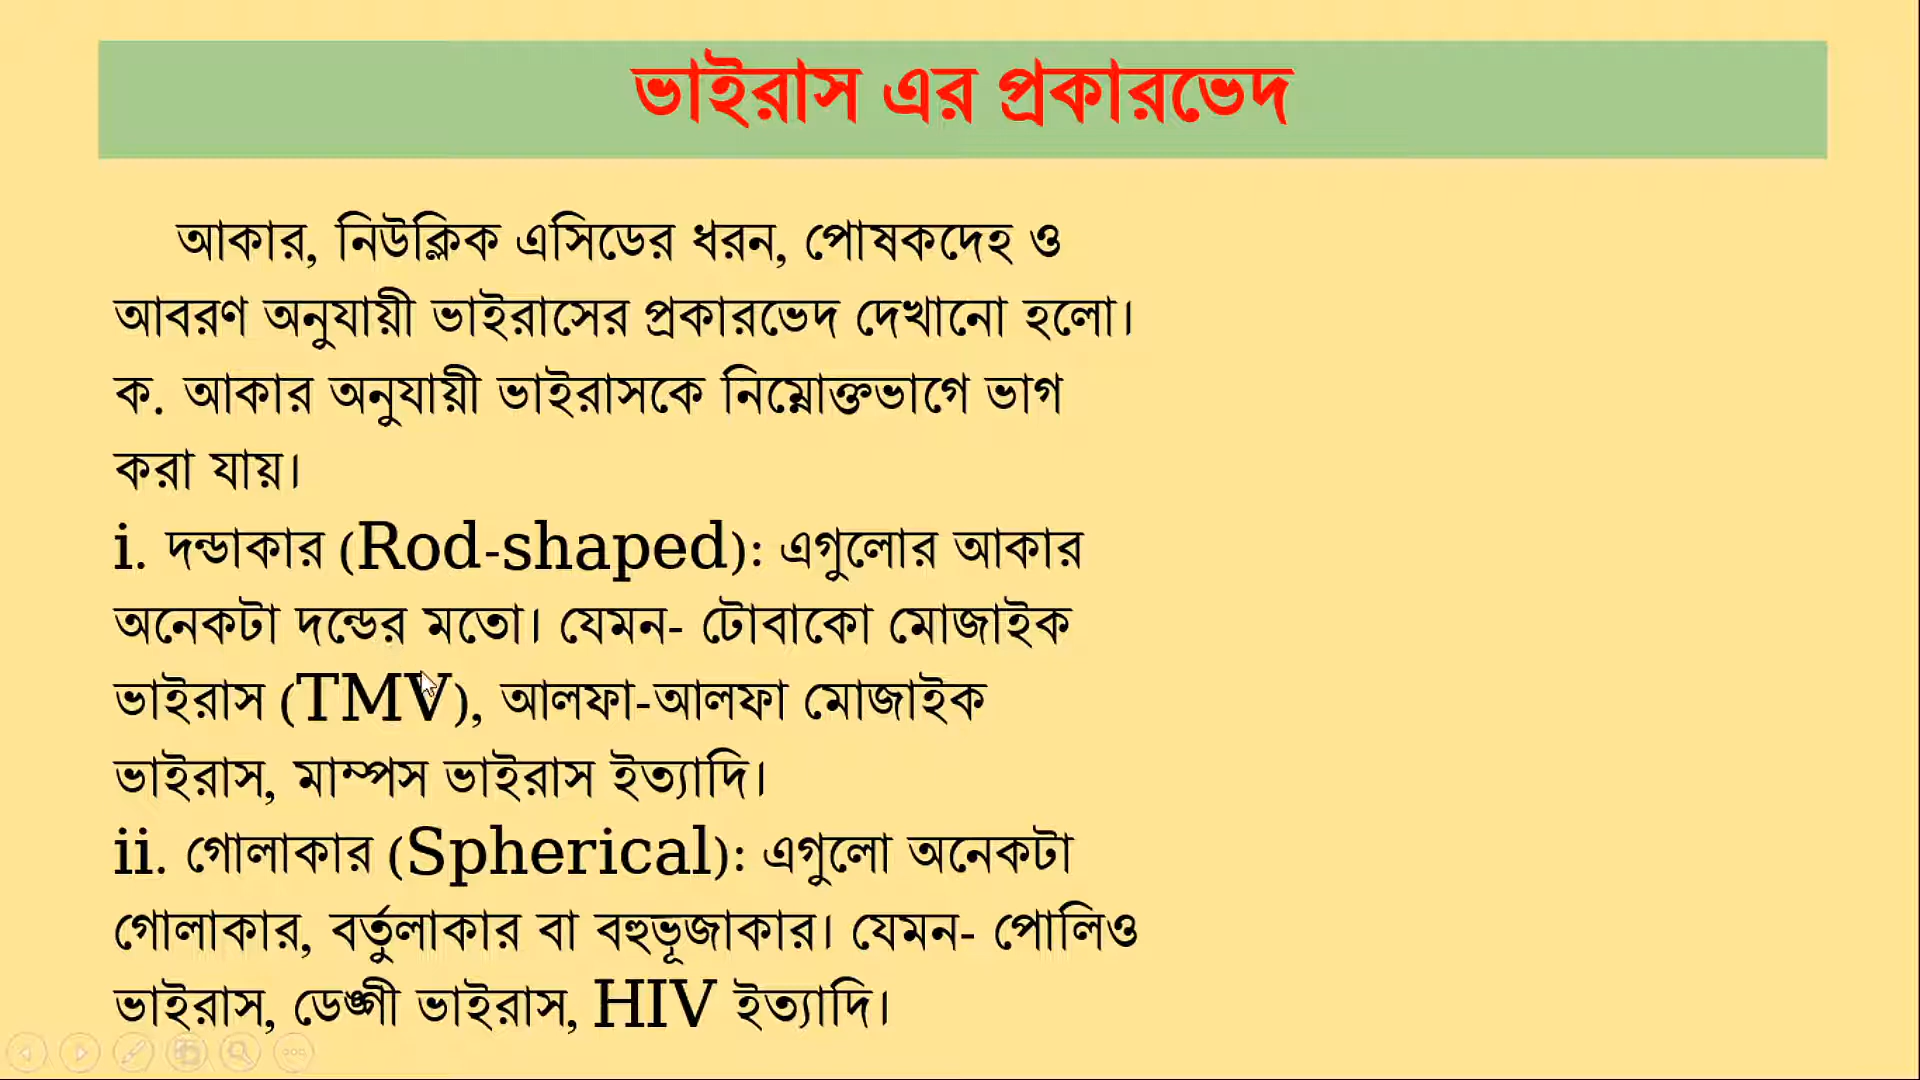 ভাইরাস এর প্রকারভেদ
আকার, নিউক্লিক এসিডের ধরন, পোষকদেহ ও
আবরণ অনুযায়ী ভাইরাসের প্রকারভেদ দেখানো হলো।
ক. আকার অনুযায়ী ভাইরাসকে নিম্নোক্তভাগে ভাগ
করা যায়।
i. দন্ডাকার (Rod-shaped): এগুলোর আকার
অনেকটা দন্ডের মতো। যেমন- টোবাকো মোজাইক
ভাইরাস (TMV), আলফা-আলফা মোজাইক
ভাইরাস, মাম্পস ভাইরাস ইত্যাদি।
ii. গোলাকার (Spherical): এগুলো অনেকটা
গোলাকার, বর্তুলাকার বা বহুভূজাকার। যেমন- পোলিও
ভাইরাস, ডেঙ্গী ভাইরাস, HIV ইত্যাদি।